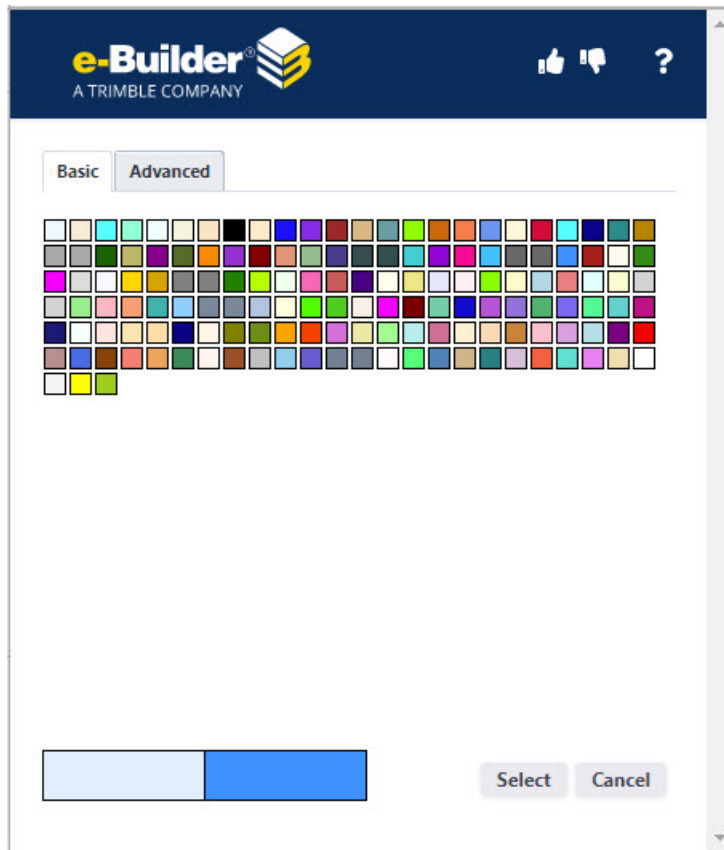 e-Builder®
A TRIMBLE COMPANY
?
Basic Advanced
Select Cancel